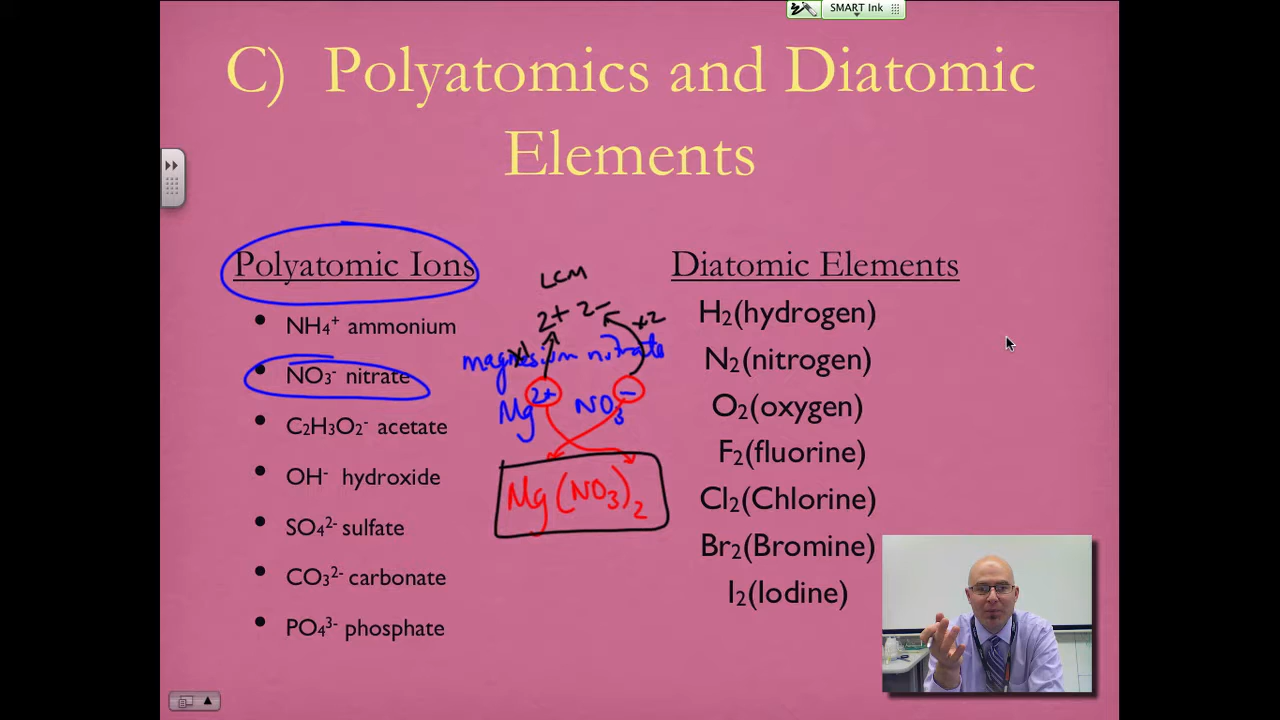 SMART Ink
C) Polyatomics and Diatomic
Elements
Polyatomic Ions
• NH₄⁺ ammonium
• NO₃⁻ nitrate
• C₂H₃O₂⁻ acetate
• OH⁻ hydroxide
• SO₄²⁻ sulfate
• CO₃²⁻ carbonate
• PO₄³⁻ phosphate
LCM
2+ 2-
x1 x2
magnesium nitrate
Mg²⁺ NO₃⁻
Mg(NO₃)₂
Diatomic Elements
H₂(hydrogen)
N₂(nitrogen)
O₂(oxygen)
F₂(fluorine)
Cl₂(Chlorine)
Br₂(Bromine)
I₂(Iodine)